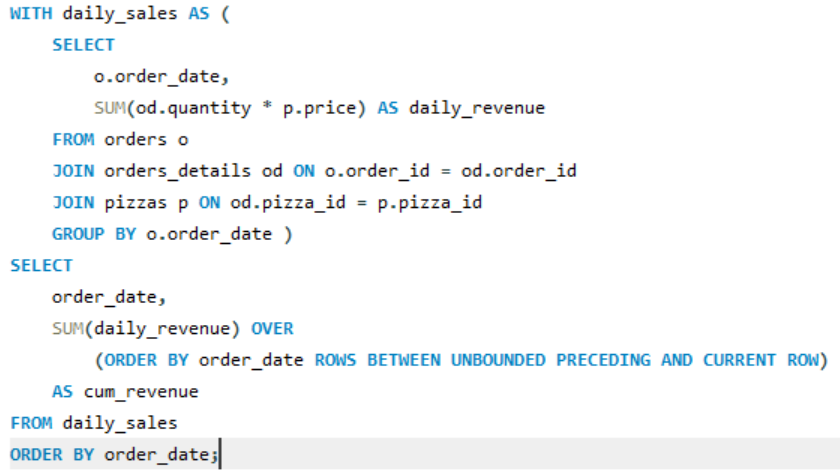 WITH daily_sales AS (
    SELECT
        o.order_date,
        SUM(od.quantity * p.price) AS daily_revenue
    FROM orders o
    JOIN orders_details od ON o.order_id = od.order_id
    JOIN pizzas p ON od.pizza_id = p.pizza_id
    GROUP BY o.order_date )
SELECT
    order_date,
    SUM(daily_revenue) OVER
        (ORDER BY order_date ROWS BETWEEN UNBOUNDED PRECEDING AND CURRENT ROW)
    AS cum_revenue
FROM daily_sales
ORDER BY order_date;